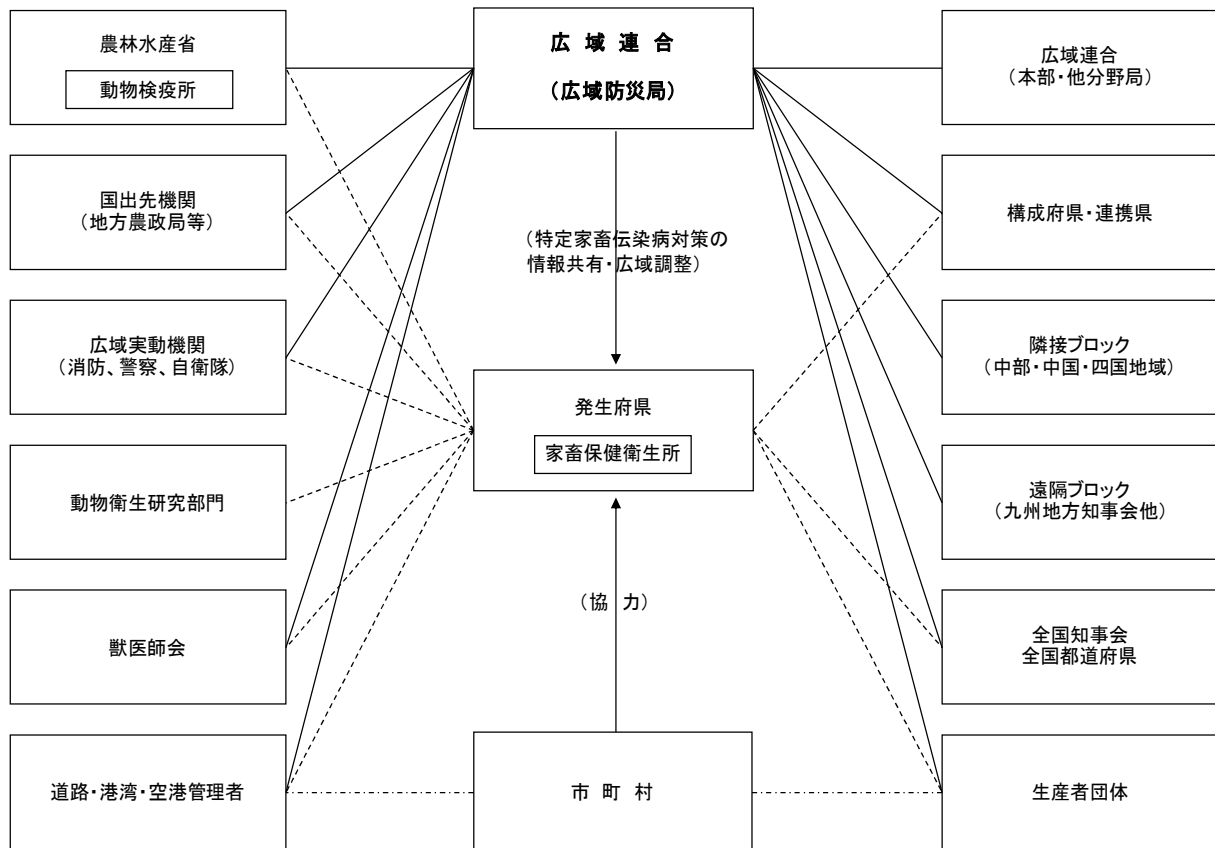 農林水産省
動物検疫所
広 域 連 合
（広域防災局）
広域連合
（本部・他分野局）
国出先機関
（地方農政局等）
（特定家畜伝染病対策の
情報共有・広域調整）
構成府県・連携県
広域実動機関
（消防、警察、自衛隊）
発生府県
家畜保健衛生所
隣接ブロック
（中部・中国・四国地域）
動物衛生研究部門
遠隔ブロック
（九州地方知事会他）
獣医師会
（協 力）
全国知事会
全国都道府県
道路・港湾・空港管理者
市 町 村
生産者団体